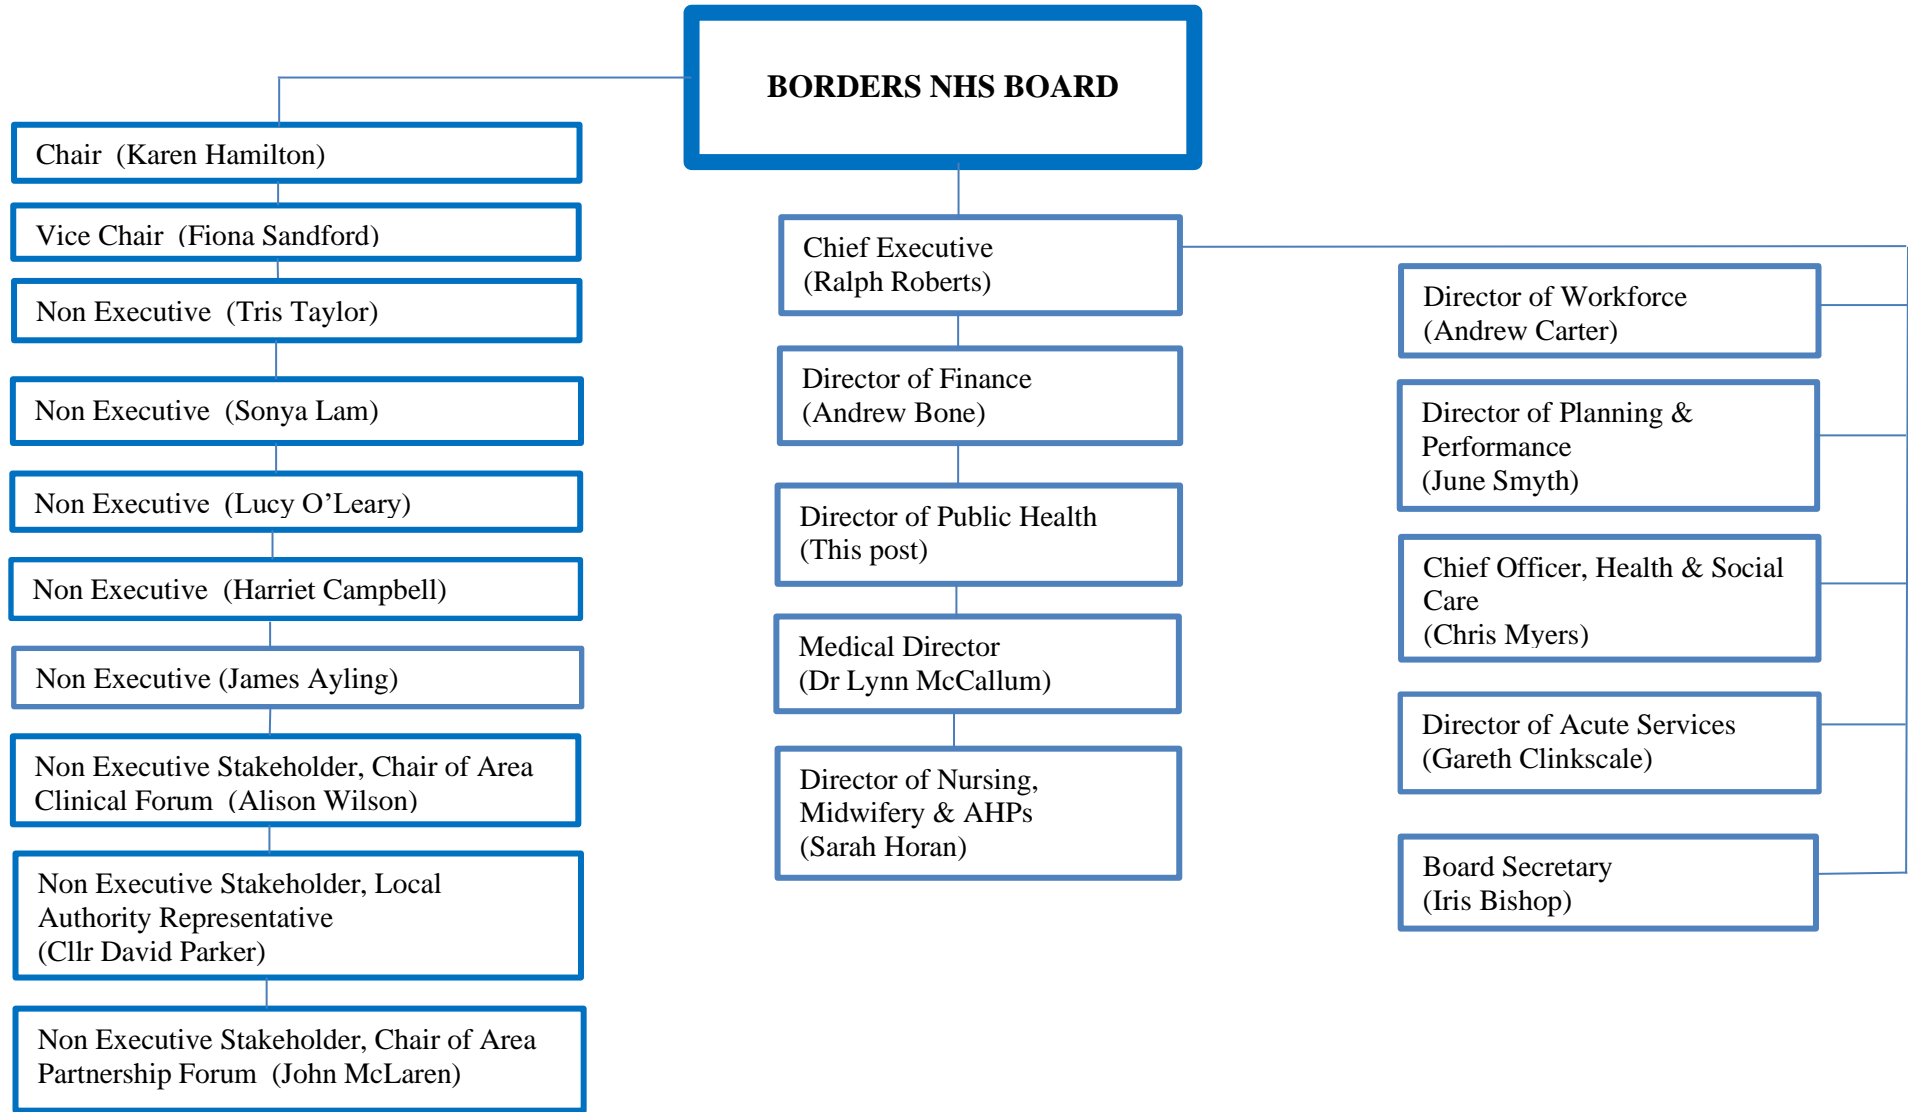 BORDERS NHS BOARD
Chair  (Karen Hamilton)
Vice Chair  (Fiona Sandford)
Non Executive  (Tris Taylor)
Non Executive  (Sonya Lam)
Non Executive  (Lucy O’Leary)
Non Executive  (Harriet Campbell)
Non Executive (James Ayling)
Non Executive Stakeholder, Chair of Area
Clinical Forum  (Alison Wilson)
Non Executive Stakeholder, Local
Authority Representative
(Cllr David Parker)
Non Executive Stakeholder, Chair of Area
Partnership Forum  (John McLaren)
Chief Executive
(Ralph Roberts)
Director of Finance
(Andrew Bone)
Director of Public Health
(This post)
Medical Director
(Dr Lynn McCallum)
Director of Nursing,
Midwifery & AHPs
(Sarah Horan)
Director of Workforce
(Andrew Carter)
Director of Planning &
Performance
(June Smyth)
Chief Officer, Health & Social
Care
(Chris Myers)
Director of Acute Services
(Gareth Clinkscale)
Board Secretary
(Iris Bishop)